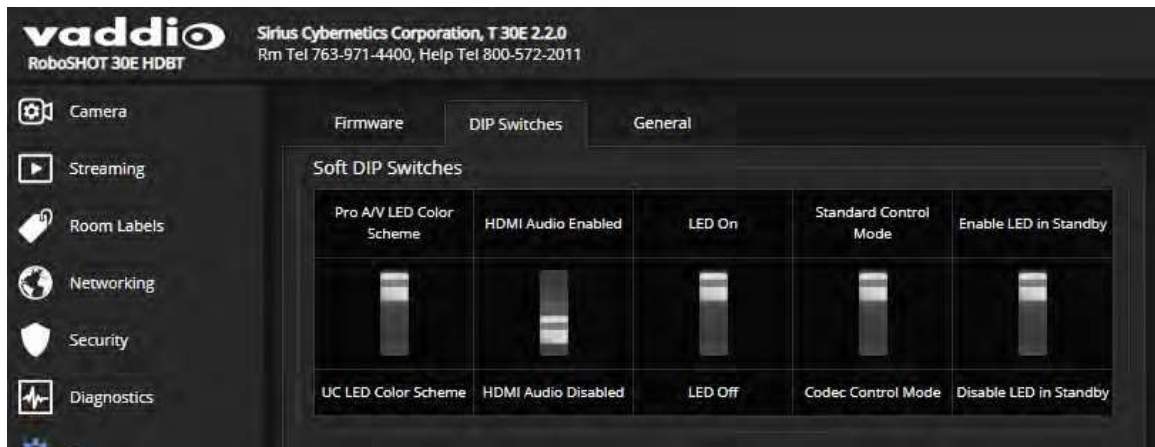 vaddio
RoboSHOT 30E HDBT
Sirius Cybernetics Corporation, T 30E 2.2.0
Rm Tel 763-971-4400, Help Tel 800-572-2011
Camera
Streaming
Room Labels
Networking
Security
Diagnostics
Firmware
DIP Switches
General
Soft DIP Switches
Pro A/V LED Color
Scheme
HDMI Audio Enabled
LED On
Standard Control
Mode
Enable LED in Standby
UC LED Color Scheme
HDMI Audio Disabled
LED Off
Codec Control Mode
Disable LED in Standby